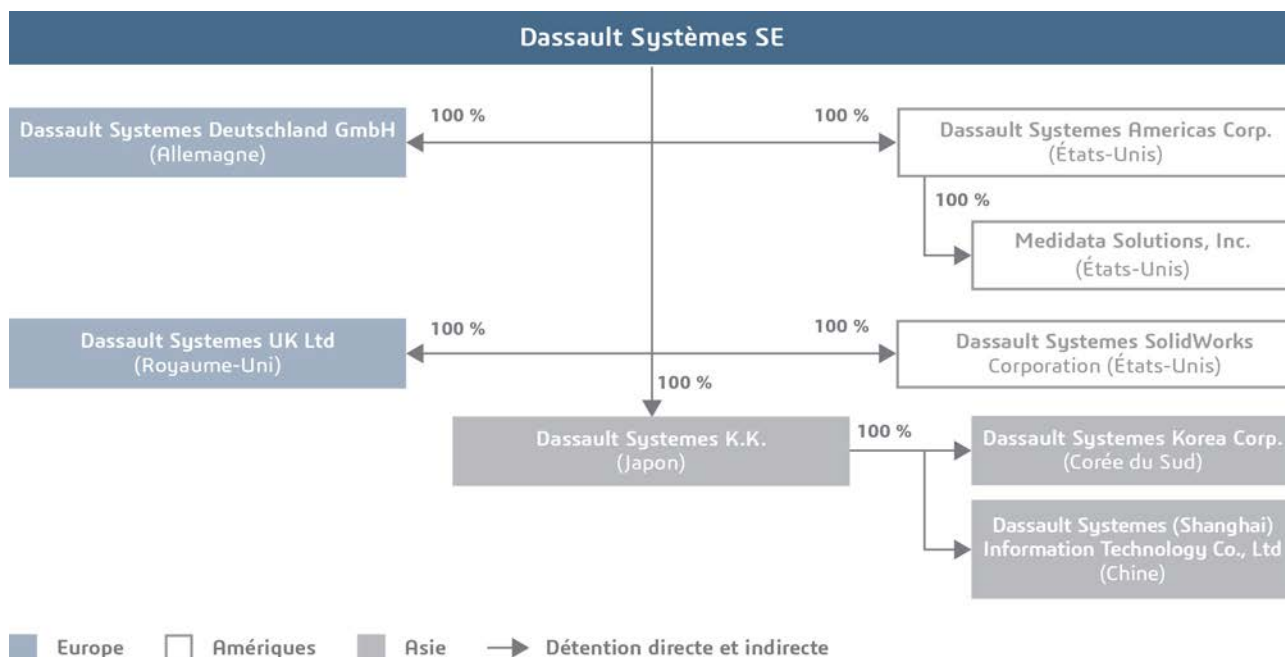 Dassault Systèmes SE
100 %
100 %
Dassault Systemes Deutschland GmbH
(Allemagne)
Dassault Systemes Americas Corp.
(États-Unis)
100 %
Medidata Solutions, Inc.
(États-Unis)
100 %
100 %
Dassault Systemes UK Ltd
(Royaume-Uni)
Dassault Systemes SolidWorks
Corporation (États-Unis)
100 %
Dassault Systemes K.K.
(Japon)
100 %
Dassault Systemes Korea Corp.
(Corée du Sud)
Dassault Systemes (Shanghai)
Information Technology Co., Ltd
(Chine)
Europe
Amériques
Asie
Détention directe et indirecte